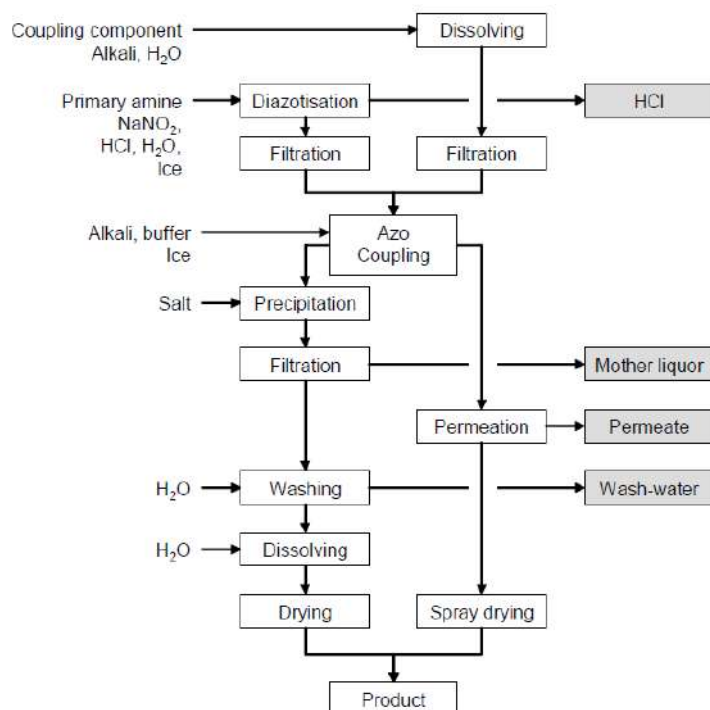 Coupling component
Alkali, H₂O
Dissolving
Primary amine
NaNO₂,
HCl, H₂O,
Ice
Diazotisation
HCl
Filtration
Filtration
Alkali, buffer
Ice
Azo
Coupling
Salt
Precipitation
Filtration
Mother liquor
Permeation
Permeate
H₂O
Washing
Wash-water
H₂O
Dissolving
Drying
Spray drying
Product